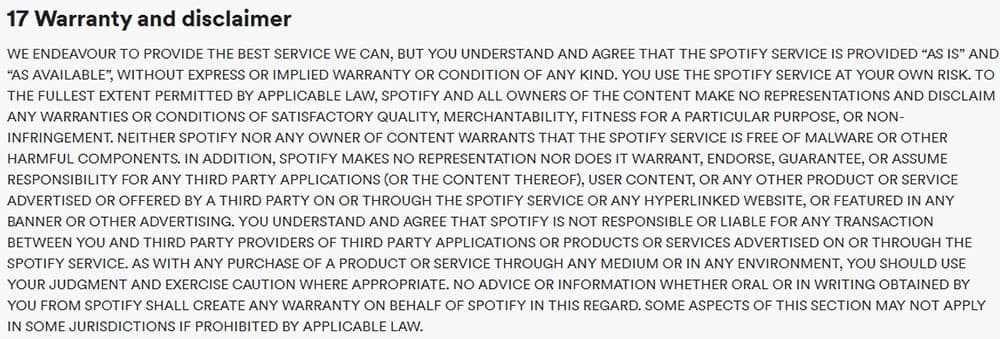 17 Warranty and disclaimer
WE ENDEAVOUR TO PROVIDE THE BEST SERVICE WE CAN, BUT YOU UNDERSTAND AND AGREE THAT THE SPOTIFY SERVICE IS PROVIDED “AS IS” AND
“AS AVAILABLE”, WITHOUT EXPRESS OR IMPLIED WARRANTY OR CONDITION OF ANY KIND. YOU USE THE SPOTIFY SERVICE AT YOUR OWN RISK. TO
THE FULLEST EXTENT PERMITTED BY APPLICABLE LAW, SPOTIFY AND ALL OWNERS OF THE CONTENT MAKE NO REPRESENTATIONS AND DISCLAIM
ANY WARRANTIES OR CONDITIONS OF SATISFACTORY QUALITY, MERCHANTABILITY, FITNESS FOR A PARTICULAR PURPOSE, OR NON-
INFRINGEMENT. NEITHER SPOTIFY NOR ANY OWNER OF CONTENT WARRANTS THAT THE SPOTIFY SERVICE IS FREE OF MALWARE OR OTHER
HARMFUL COMPONENTS. IN ADDITION, SPOTIFY MAKES NO REPRESENTATION NOR DOES IT WARRANT, ENDORSE, GUARANTEE, OR ASSUME
RESPONSIBILITY FOR ANY THIRD PARTY APPLICATIONS (OR THE CONTENT THEREOF), USER CONTENT, OR ANY OTHER PRODUCT OR SERVICE
ADVERTISED OR OFFERED BY A THIRD PARTY ON OR THROUGH THE SPOTIFY SERVICE OR ANY HYPERLINKED WEBSITE, OR FEATURED IN ANY
BANNER OR OTHER ADVERTISING. YOU UNDERSTAND AND AGREE THAT SPOTIFY IS NOT RESPONSIBLE OR LIABLE FOR ANY TRANSACTION
BETWEEN YOU AND THIRD PARTY PROVIDERS OF THIRD PARTY APPLICATIONS OR PRODUCTS OR SERVICES ADVERTISED ON OR THROUGH THE
SPOTIFY SERVICE. AS WITH ANY PURCHASE OF A PRODUCT OR SERVICE THROUGH ANY MEDIUM OR IN ANY ENVIRONMENT, YOU SHOULD USE
YOUR JUDGMENT AND EXERCISE CAUTION WHERE APPROPRIATE. NO ADVICE OR INFORMATION WHETHER ORAL OR IN WRITING OBTAINED BY
YOU FROM SPOTIFY SHALL CREATE ANY WARRANTY ON BEHALF OF SPOTIFY IN THIS REGARD. SOME ASPECTS OF THIS SECTION MAY NOT APPLY
IN SOME JURISDICTIONS IF PROHIBITED BY APPLICABLE LAW.